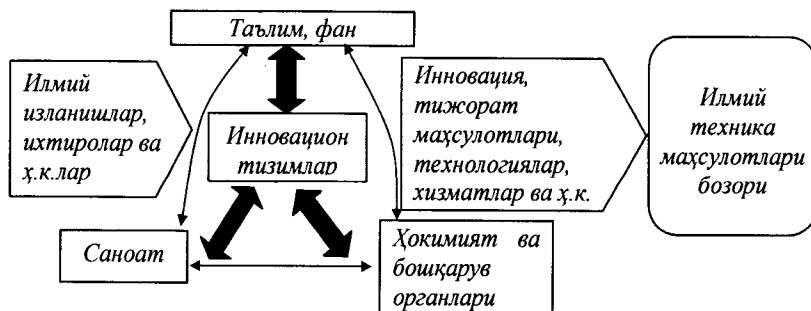 Таълим, фан
Илмий
изланишлар,
ихтиролар ва
ҳ.к.лар
Инновацион
тизимлар
Инновация,
тижорат
маҳсулотлари,
технологиялар,
хизматлар ва ҳ.к.
Илмий
техника
маҳсулотлари
бозори
Саноат
Ҳокимият ва
бошқарув
органлари